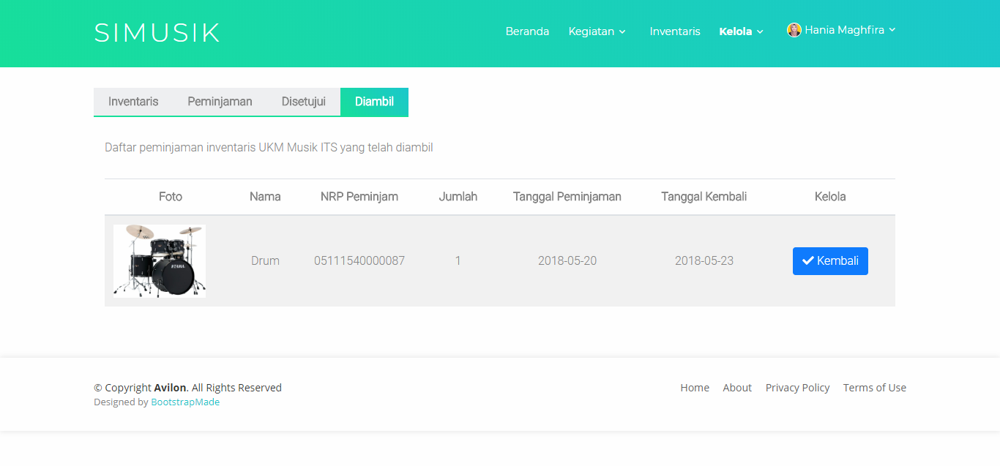 SIMUSIK
Beranda Kegiatan Inventaris Kelola Hania Maghfira
Inventaris Peminjaman Disetujui Diambil
Daftar peminjaman inventaris UKM Musik ITS yang telah diambil
Foto Nama NRP Peminjam Jumlah Tanggal Peminjaman Tanggal Kembali Kelola
TAMA
Drum 05111540000087 1 2018-05-20 2018-05-23 Kembali
© Copyright Avilon. All Rights Reserved
Designed by BootstrapMade
Home About Privacy Policy Terms of Use